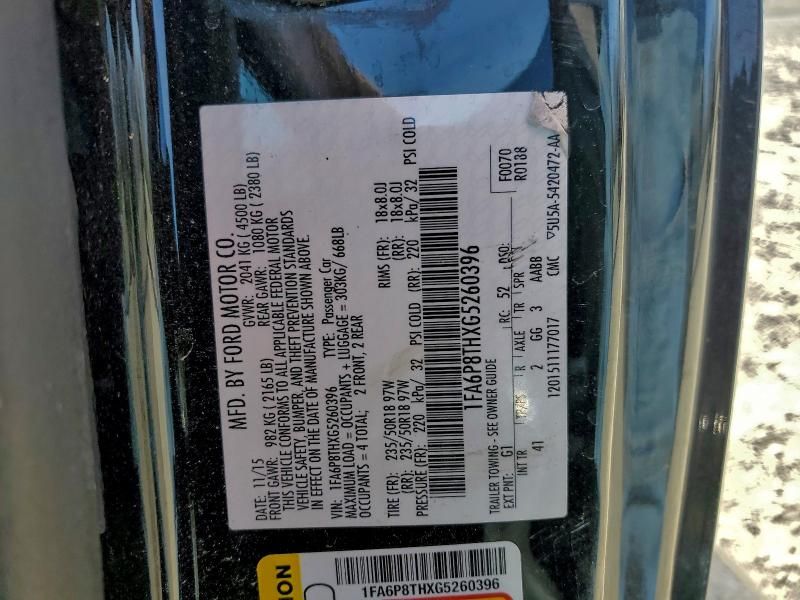 MFD. BY FORD MOTOR CO.
DATE: 11/15 GVWR: 2041 KG ( 4500 LB)
FRONT GAWR: 982 KG ( 2165 LB) REAR GAWR: 1080 KG ( 2380 LB)
THIS VEHICLE CONFORMS TO ALL APPLICABLE FEDERAL MOTOR
VEHICLE SAFETY, BUMPER, AND THEFT PREVENTION STANDARDS
IN EFFECT ON THE DATE OF MANUFACTURE SHOWN ABOVE.
VIN: 1FA6P8THXG5260396 TYPE: Passenger Car
MAXIMUM LOAD = OCCUPANTS + LUGGAGE = 303KG/ 668LB
OCCUPANTS = 4 TOTAL; 2 FRONT, 2 REAR
TIRE (FR): 235/50R18 97W RIMS (FR): 18x8.0J
(RR): 235/50R18 97W (RR): 18x8.0J
PRESSURE (FR): 220 kPa/ 32 PSI COLD (RR): 220 kPa/ 32 PSI COLD
1FA6P8THXG5260396
TRAILER TOWING - SEE OWNER GUIDE
F0070
R0138
EXT PNT: G1 RC: 52 DSO:
INT TR R AXLE TR SPR
41 2 GG 3 AABB
1201511177017 CMC ▽5U5A-5420472-AA
1FA6P8THXG5260396